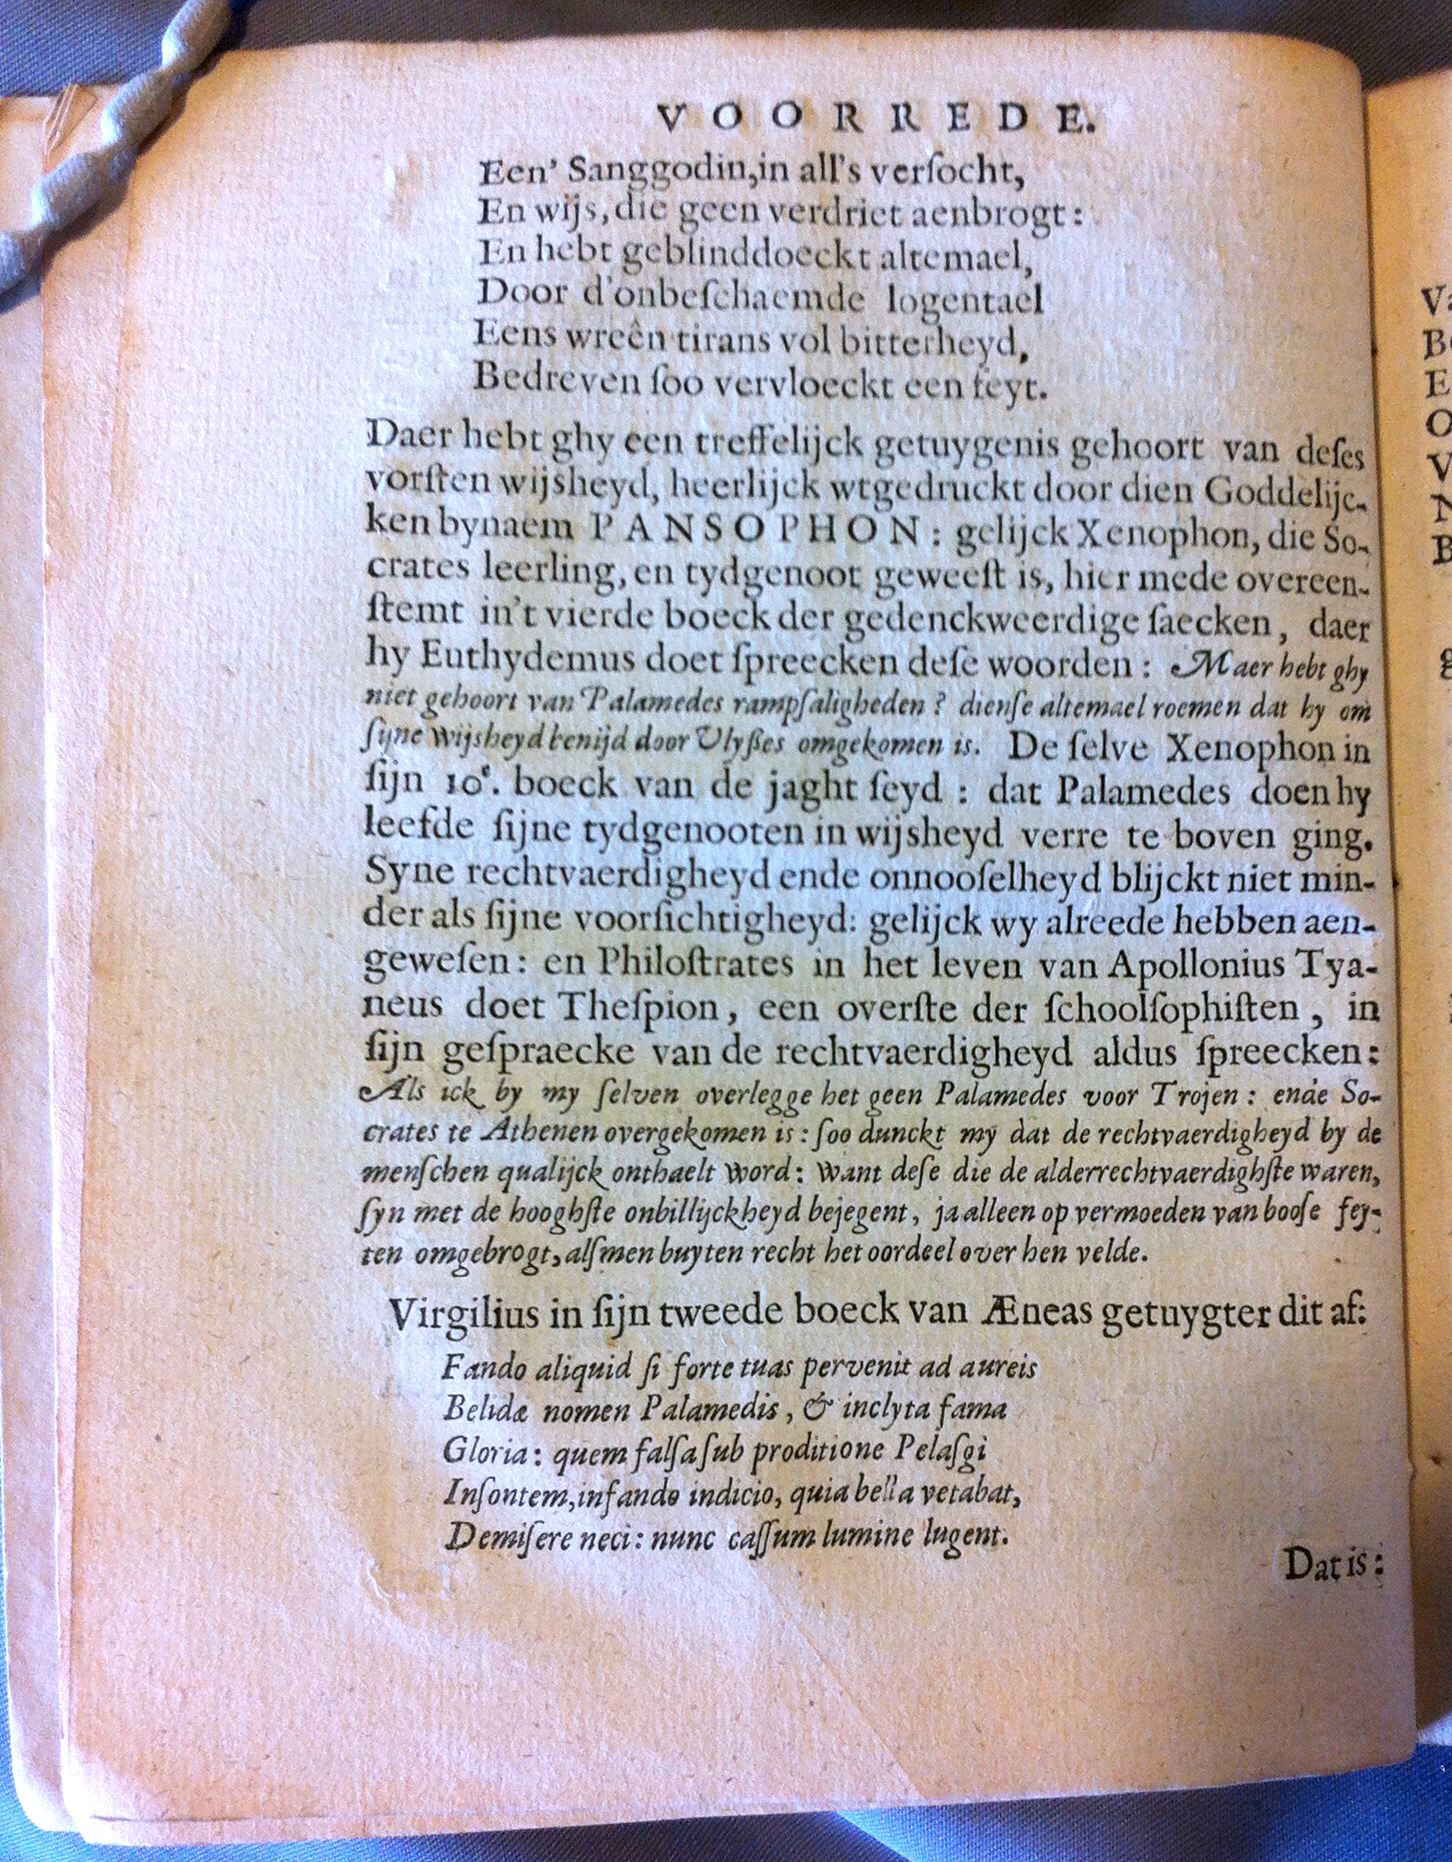 VOORREDE.
Een' Sanggodin,in all's verſocht,
En wijs, die geen verdriet aenbrogt:
En hebt geblinddoeckt altemael,
Door d'onbeſchaemde logentael
Eens wreên tirans vol bitterheyd,
Bedreven ſoo vervloeckt een feyt.
Daer hebt ghy een treffelijck getuygenis gehoort van deſes
vorſten wijsheyd, heerlijck wtgedruckt door dien Goddelijc-
ken bynaem PANSOPHON: gelijck Xenophon, die So-
crates leerling, en tydgenoot geweeſt is, hier mede overeen-
ſtemt in't vierde boeck der gedenckweerdige ſaecken, daer
hy Euthydemus doet ſpreecken deſe woorden: Maer hebt ghy
niet gehoort van Palamedes rampſaligheden? dienſe altemael roemen dat hy om
ſijne wijsheyd benijd door Ulyßes omgekomen is. De ſelve Xenophon in
ſijn 10e. boeck van de jaght ſeyd: dat Palamedes doen hy
leefde ſijne tydgenooten in wijsheyd verre te boven ging.
Syne rechtvaerdigheyd ende onnooſelheyd blijckt niet min-
der als ſijne voorſichtigheyd: gelijck wy alreede hebben aen-
geweſen: en Philoſtrates in het leven van Apollonius Tya-
neus doet Theſpion, een overſte der ſchoolſophiſten, in
ſijn geſpraecke van de rechtvaerdigheyd aldus ſpreecken:
Als ick by my ſelven overlegge het geen Palamedes voor Trojen: ende So-
crates te Athenen overgekomen is: ſoo dunckt my dat de rechtvaerdigheyd by de
menſchen qualijck onthaelt word: want deſe die de alderrechtvaerdighſte waren,
ſyn met de hooghſte onbillijckheyd bejegent, ja alleen op vermoeden van booſe fey-
ten omgebrogt, alſmen buyten recht het oordeel over hen velde.
Virgilius in ſijn tweede boeck van Æneas getuygter dit af:
Fando aliquid ſi forte tuas pervenit ad aureis
Belidæ nomen Palamedis, & inclyta fama
Gloria: quem falſa ſub proditione Pelaſgi
Inſontem, infando indicio, quia bella vetabat,
Demiſere neci: nunc caſſum lumine lugent.
Dat is: